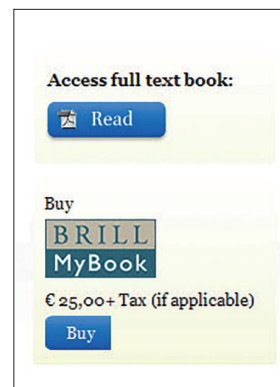 Access full text book:
Read
Buy
BRILL
MyBook
€ 25,00+ Tax (if applicable)
Buy